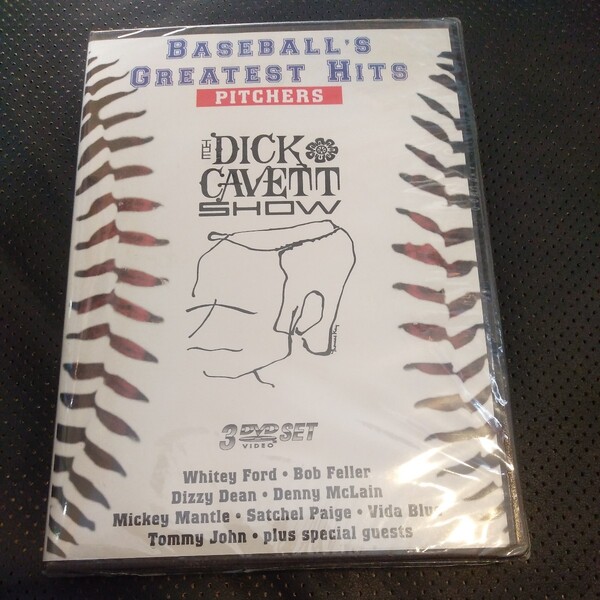 BASEBALL'S
GREATEST HITS
PITCHERS
THE DICK
CAVETT
SHOW
3 DVD SET
VIDEO
Whitey Ford • Bob Feller
Dizzy Dean • Denny McLain
Mickey Mantle • Satchel Paige • Vida Blue
Tommy John • plus special guests